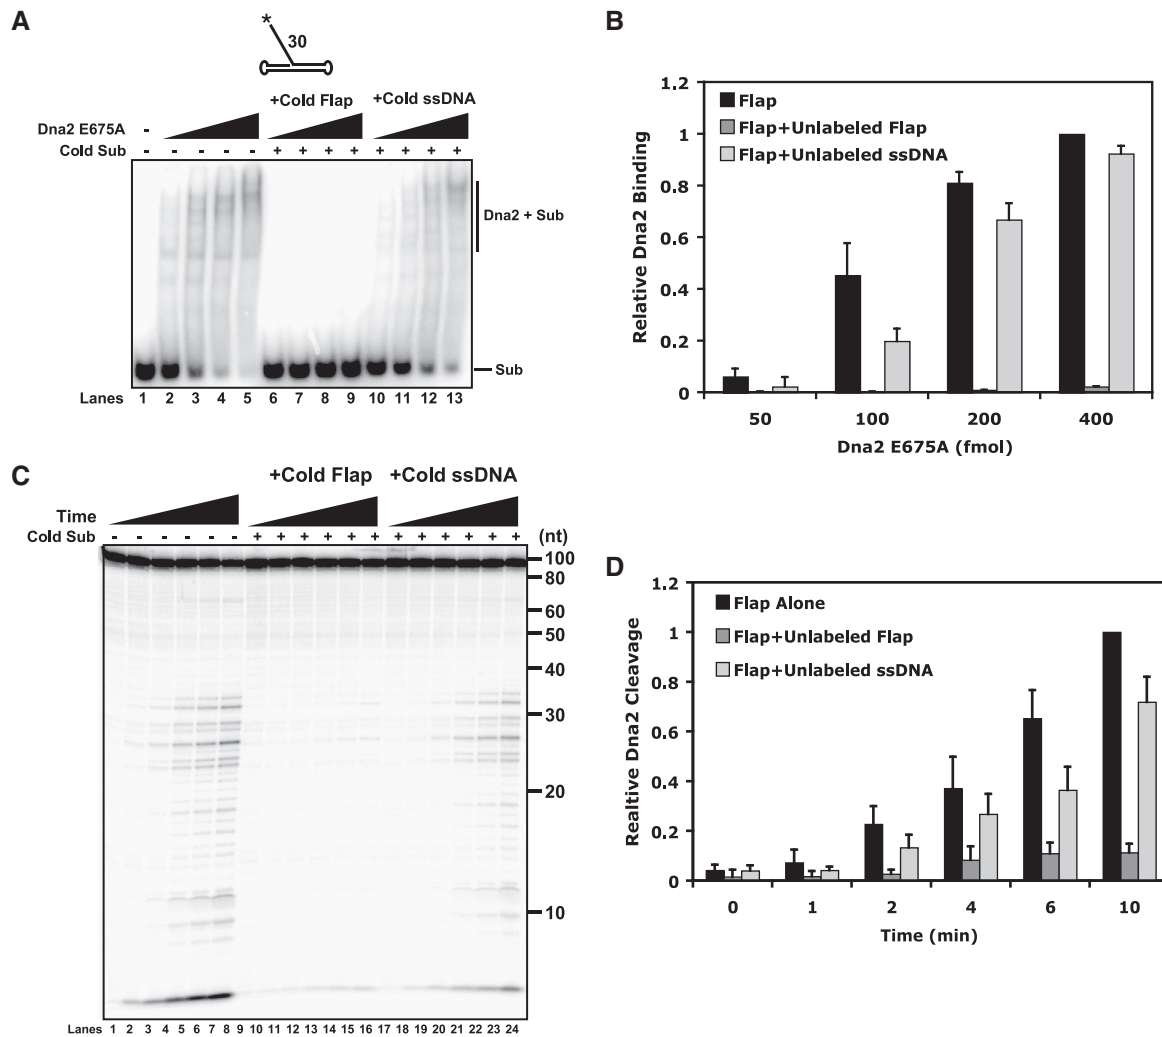 A
*
30
+Cold Flap +Cold ssDNA
Dna2 E675A -
Cold Sub - - - - - + + + + + + + +
Dna2 + Sub
Sub
Lanes 1 2 3 4 5 6 7 8 9 10 11 12 13
B
1.2
1
0.8
0.6
0.4
0.2
0
Relative Dna2 Binding
Flap
Flap+Unlabeled Flap
Flap+Unlabeled ssDNA
50 100 200 400
Dna2 E675A (fmol)
C
+Cold Flap +Cold ssDNA
Time
Cold Sub - - - - - - + + + + + + + + + + + + (nt)
100
80
60
50
40
30
20
10
Lanes 1 2 3 4 5 6 7 8 9 10 11 12 13 14 15 16 17 18 19 20 21 22 23 24
D
1.2
1
0.8
0.6
0.4
0.2
0
Realtive Dna2 Cleavage
Flap Alone
Flap+Unlabeled Flap
Flap+Unlabeled ssDNA
0 1 2 4 6 10
Time (min)